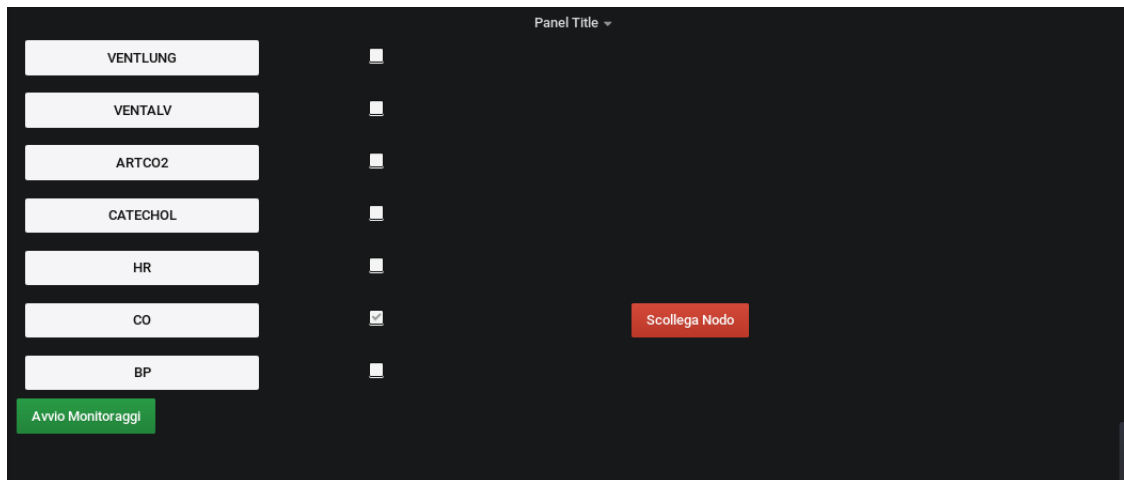 Panel Title
VENTLUNG
VENTALV
ARTCO2
CATECHOL
HR
CO
Scollega Nodo
BP
Avvio Monitoraggi